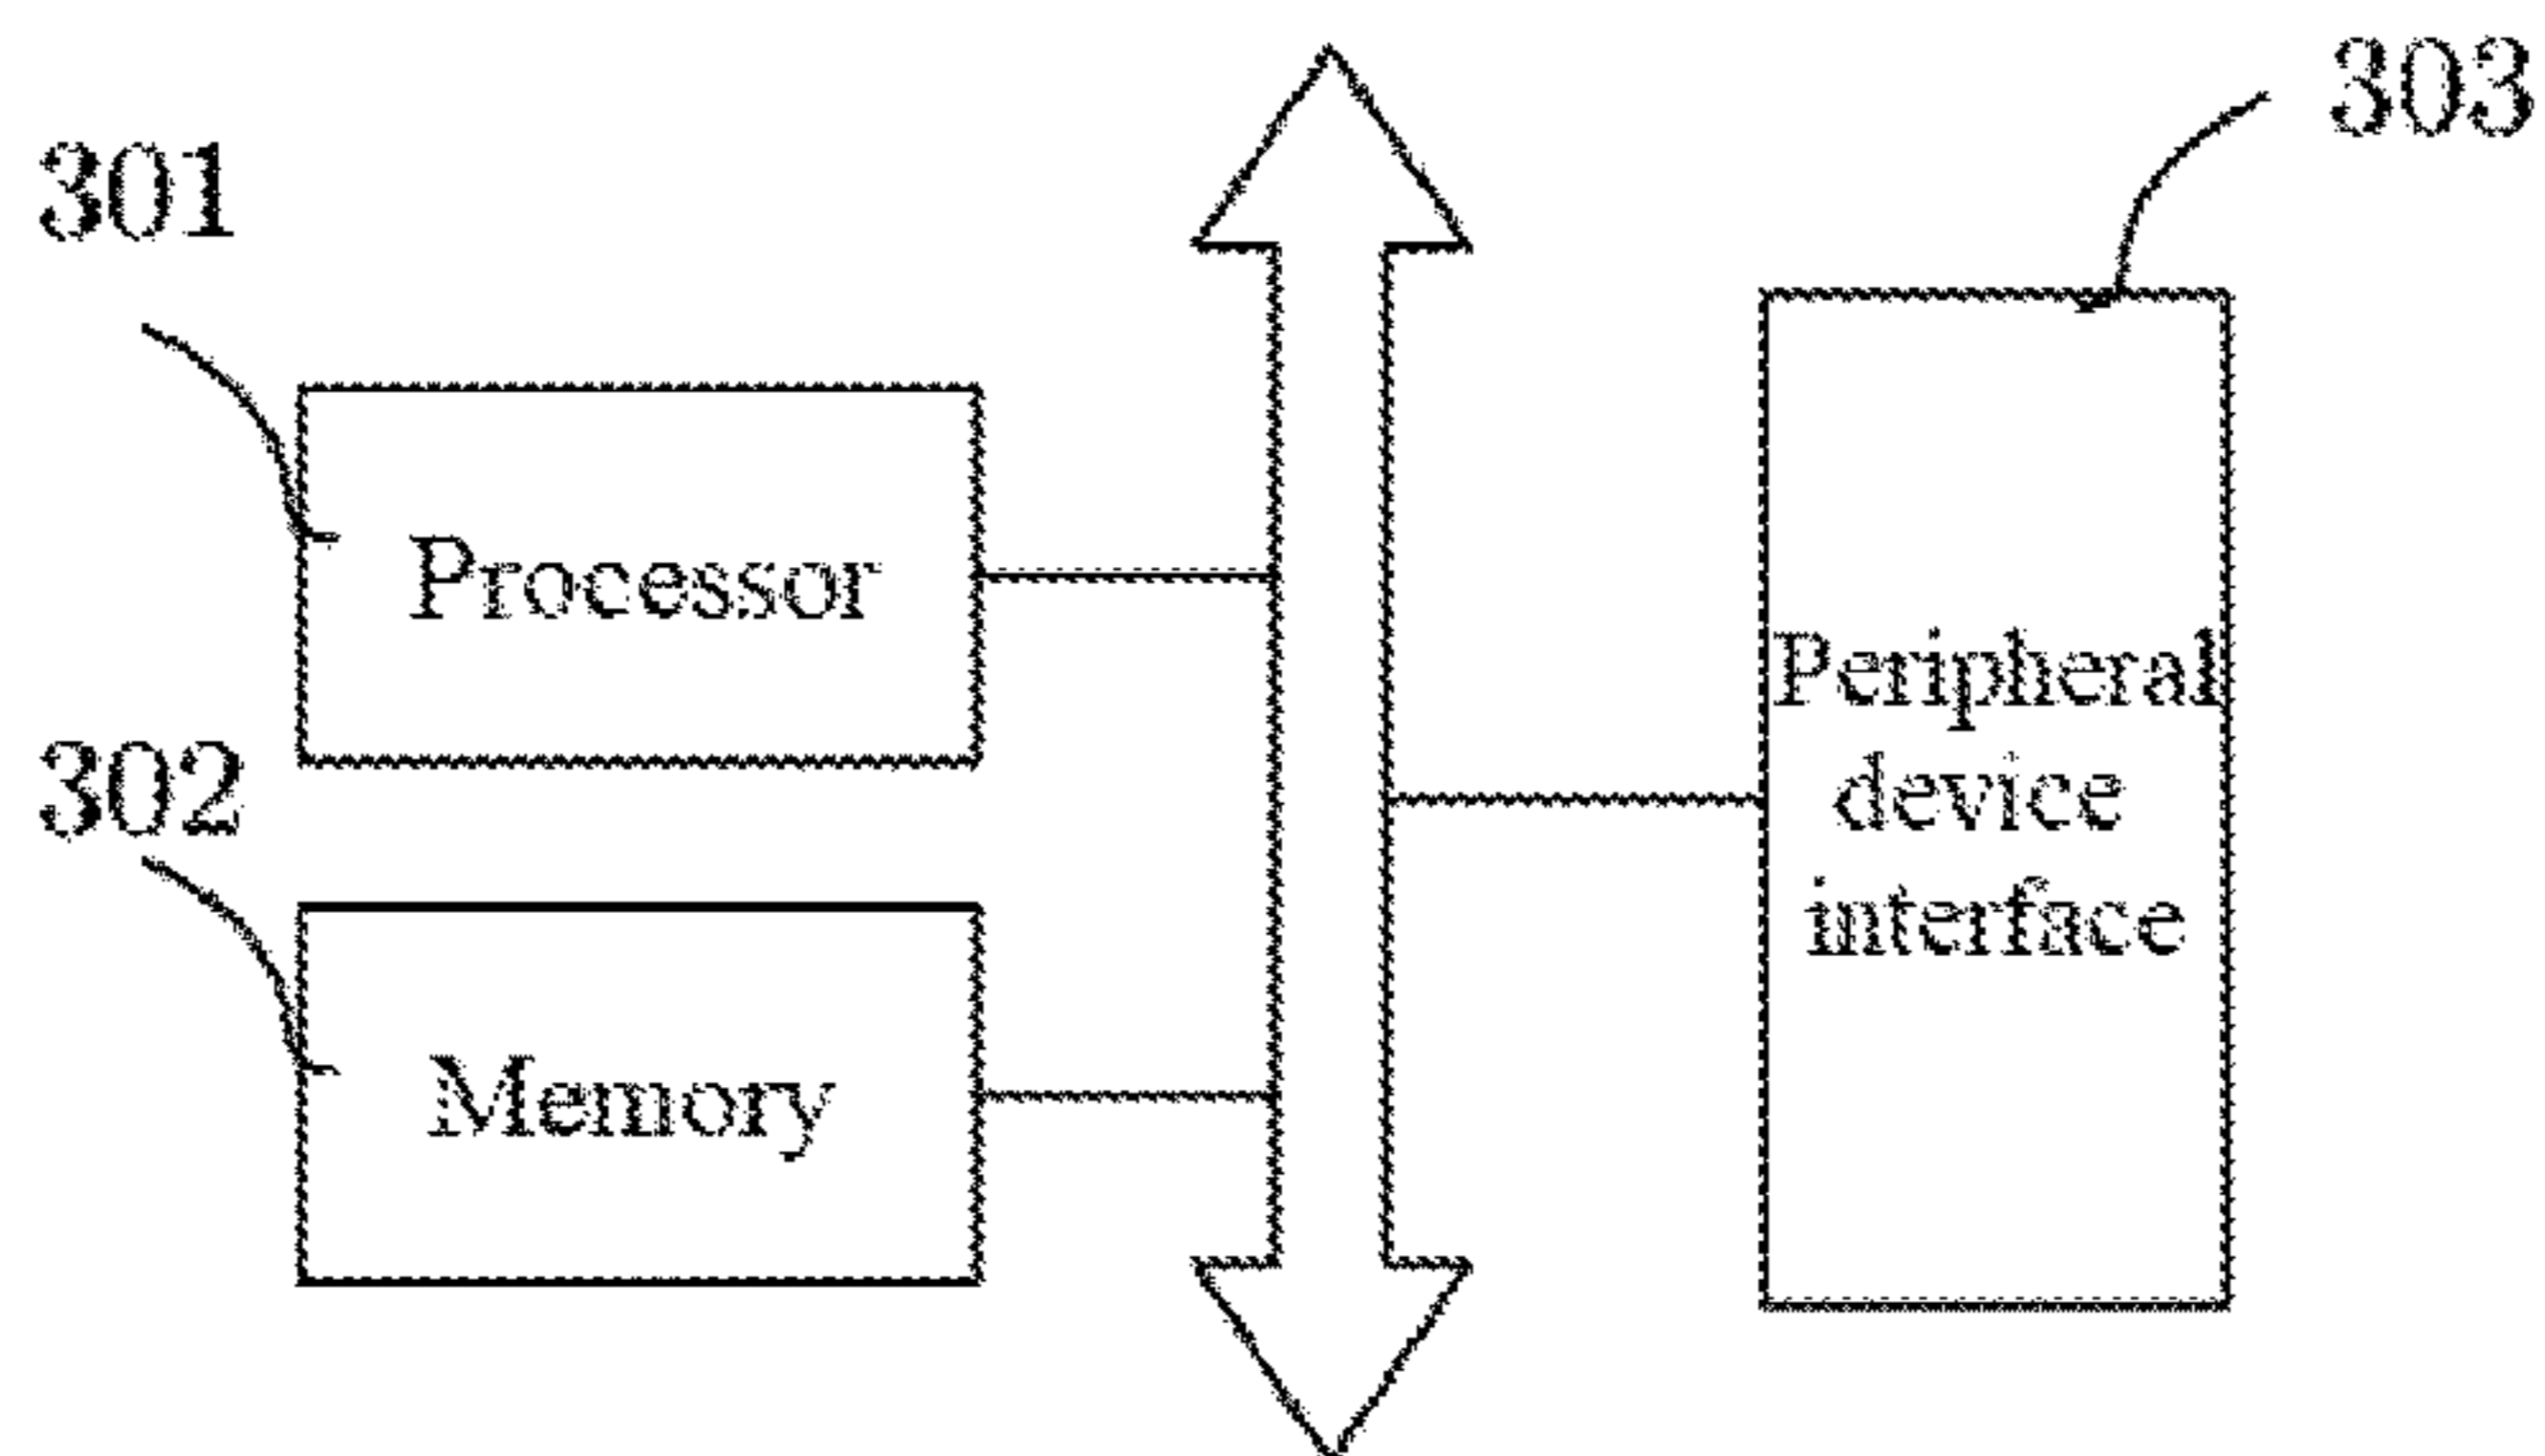 303
301
Processor
302
Memory
Peripheral
device
interface